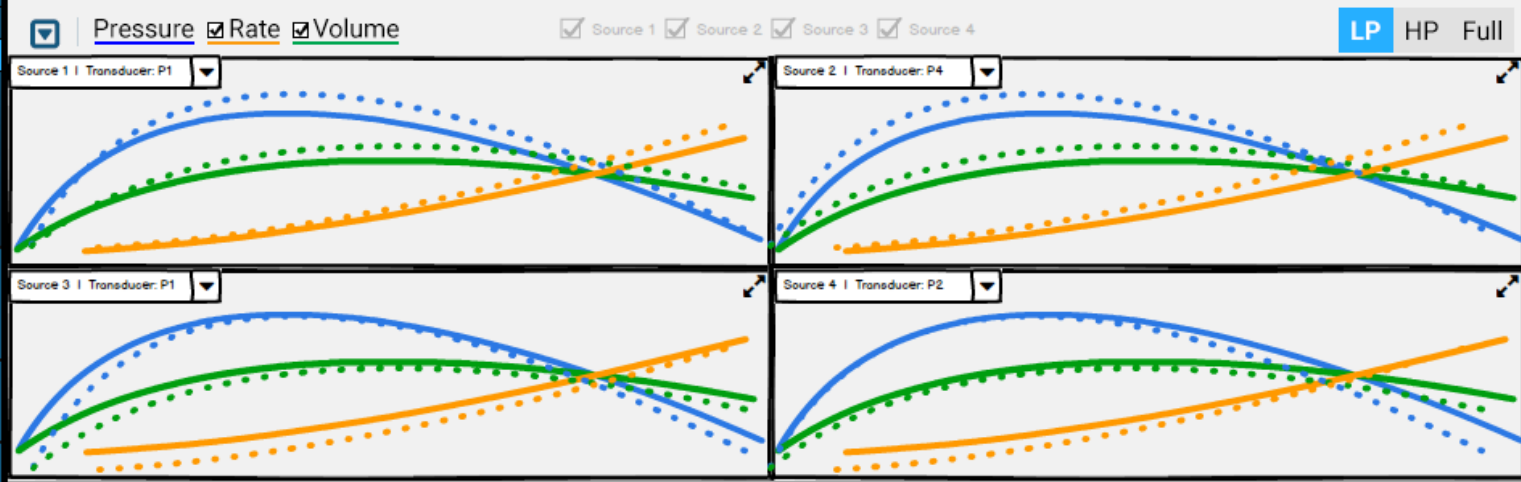 Pressure Rate Volume Source 1 Source 2 Source 3 Source 4 LP HP Full
Source 1 | Transducer: P1
Source 2 | Transducer: P4
Source 3 | Transducer: P1
Source 4 | Transducer: P2